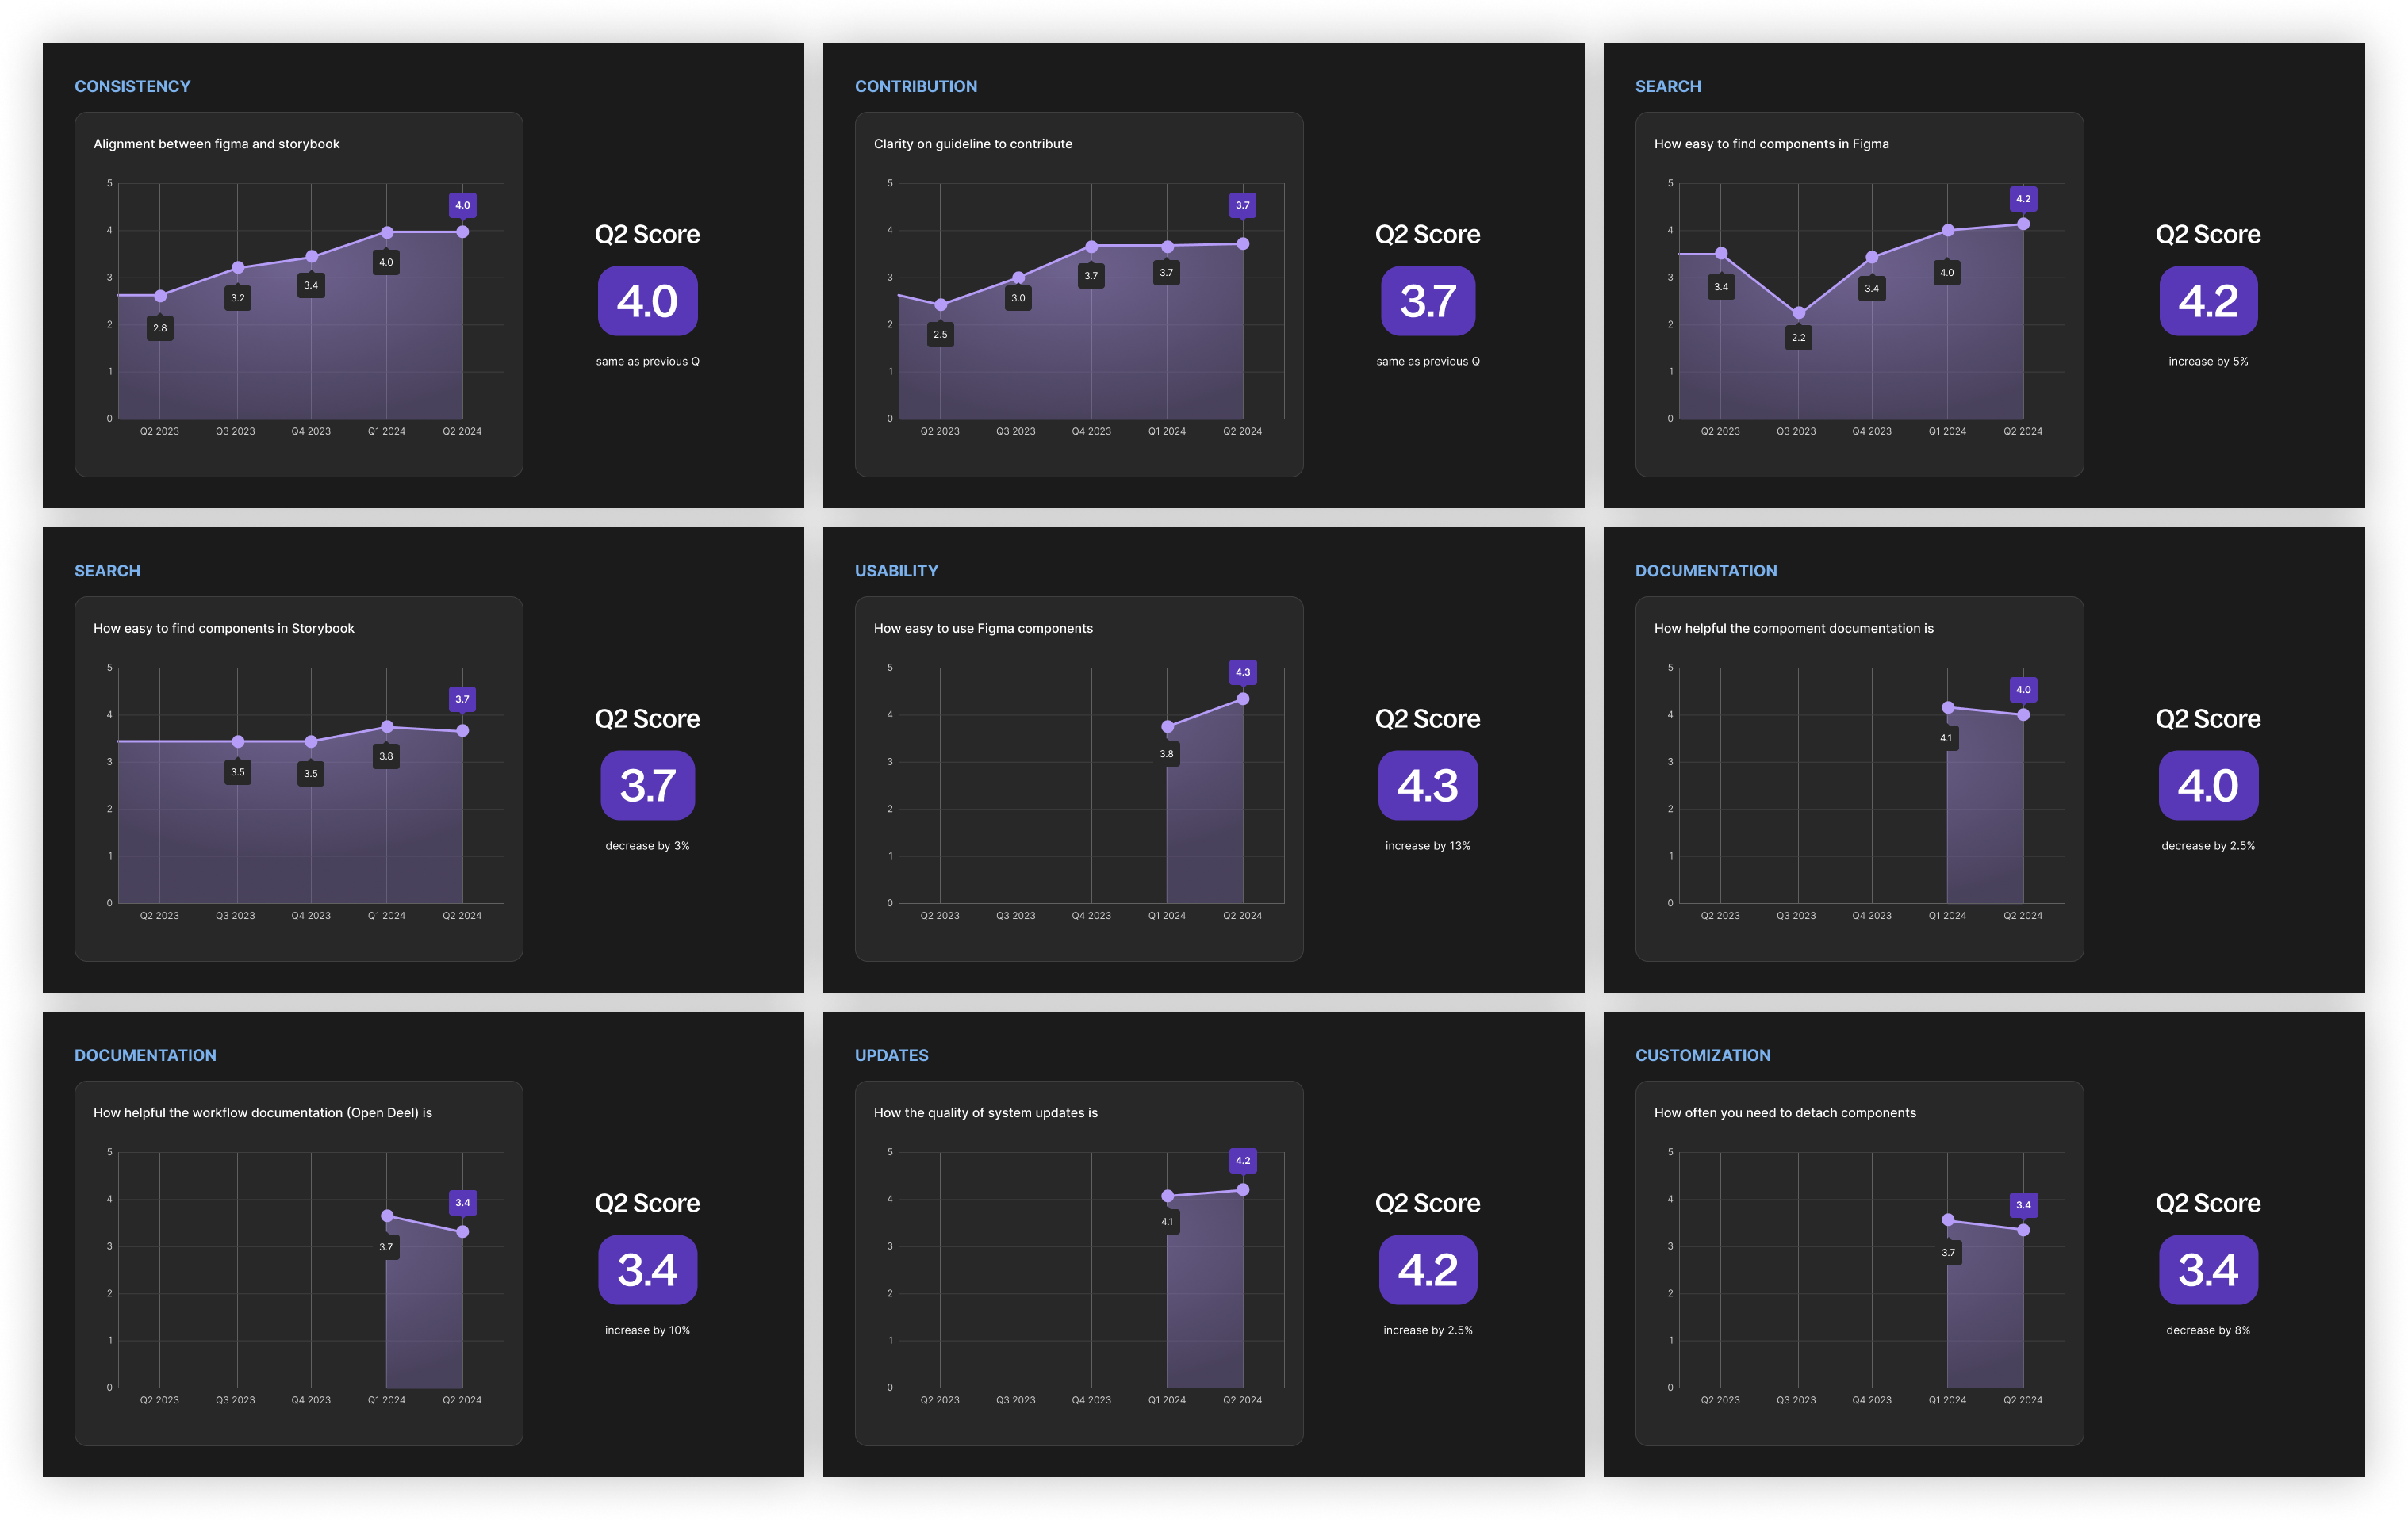 CONSISTENCY
Alignment between figma and storybook
5
4
3
2
1
0
2.8
3.2
3.4
4.0
4.0
Q2 2023
Q3 2023
Q4 2023
Q1 2024
Q2 2024
Q2 Score
4.0
same as previous Q
CONTRIBUTION
Clarity on guideline to contribute
5
4
3
2
1
0
2.5
3.0
3.7
3.7
3.7
Q2 2023
Q3 2023
Q4 2023
Q1 2024
Q2 2024
Q2 Score
3.7
same as previous Q
SEARCH
How easy to find components in Figma
5
4
3
2
1
0
3.4
2.2
3.4
4.0
4.2
Q2 2023
Q3 2023
Q4 2023
Q1 2024
Q2 2024
Q2 Score
4.2
increase by 5%
SEARCH
How easy to find components in Storybook
5
4
3
2
1
0
3.5
3.5
3.8
3.7
Q2 2023
Q3 2023
Q4 2023
Q1 2024
Q2 2024
Q2 Score
3.7
decrease by 3%
USABILITY
How easy to use Figma components
5
4
3
2
1
0
3.8
4.3
Q2 2023
Q3 2023
Q4 2023
Q1 2024
Q2 2024
Q2 Score
4.3
increase by 13%
DOCUMENTATION
How helpful the compoment documentation is
5
4
3
2
1
0
4.1
4.0
Q2 2023
Q3 2023
Q4 2023
Q1 2024
Q2 2024
Q2 Score
4.0
decrease by 2.5%
DOCUMENTATION
How helpful the workflow documentation (Open Deel) is
5
4
3
2
1
0
3.7
3.4
Q2 2023
Q3 2023
Q4 2023
Q1 2024
Q2 2024
Q2 Score
3.4
increase by 10%
UPDATES
How the quality of system updates is
5
4
3
2
1
0
4.1
4.2
Q2 2023
Q3 2023
Q4 2023
Q1 2024
Q2 2024
Q2 Score
4.2
increase by 2.5%
CUSTOMIZATION
How often you need to detach components
5
4
3
2
1
0
3.7
3.4
Q2 2023
Q3 2023
Q4 2023
Q1 2024
Q2 2024
Q2 Score
3.4
decrease by 8%